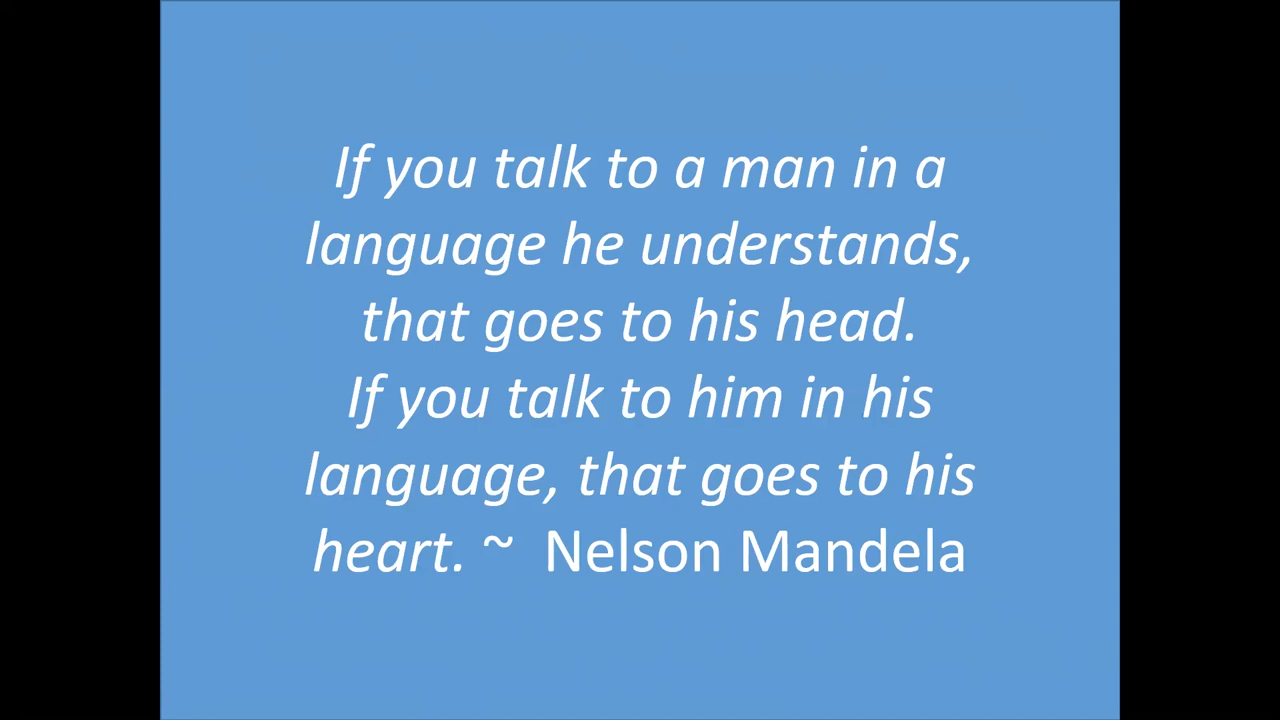 If you talk to a man in a
language he understands,
that goes to his head.
If you talk to him in his
language, that goes to his
heart. ~  Nelson Mandela